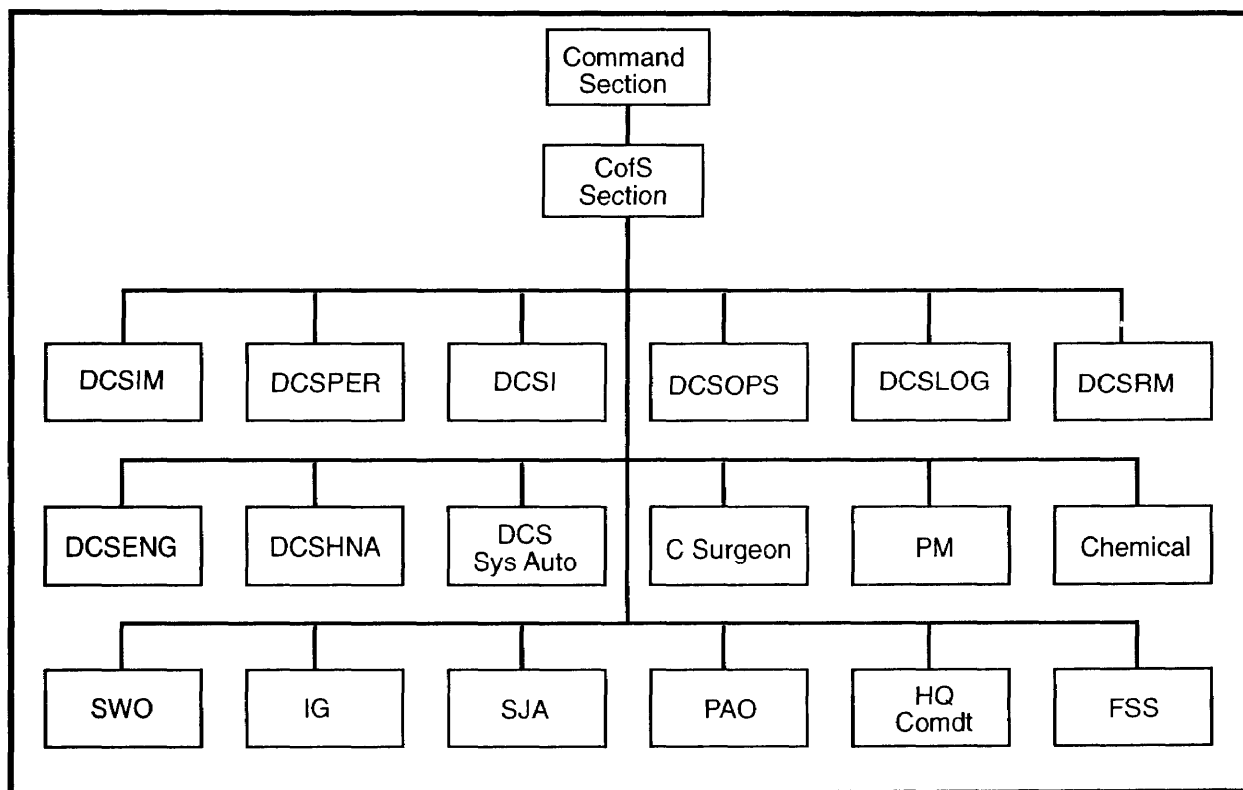 Command
Section
CofS
Section
DCSIM
DCSPER
DCSI
DCSOPS
DCSLOG
DCSRM
DCSENG
DCSHNA
DCS
Sys Auto
C Surgeon
PM
Chemical
SWO
IG
SJA
PAO
HQ
Comdt
FSS